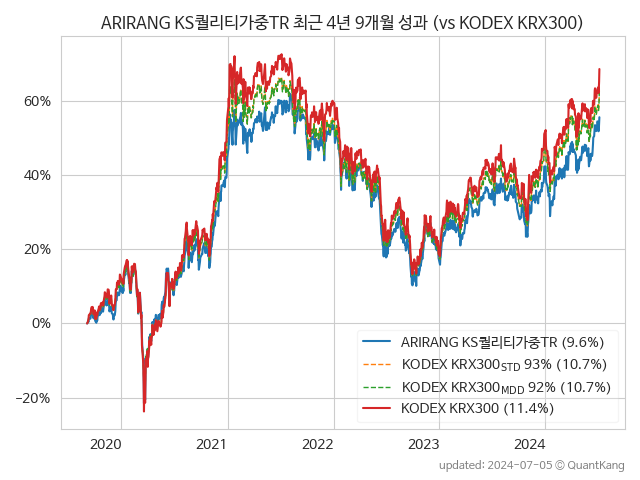 ARIRANG KS퀄리티가중TR 최근 4년 9개월 성과 (vs KODEX KRX300)
60%
40%
20%
0%
−20%
ARIRANG KS퀄리티가중TR (9.6%)
KODEX KRX300STD 93% (10.7%)
KODEX KRX300MDD 92% (10.7%)
KODEX KRX300 (11.4%)
2020 2021 2022 2023 2024
updated: 2024-07-05 © QuantKang